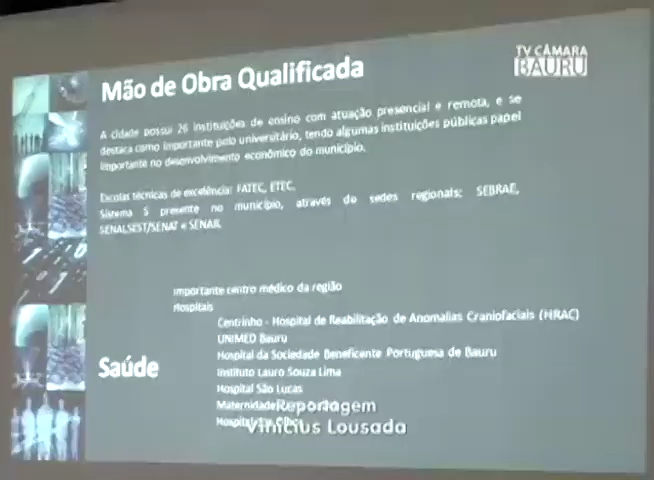 TV CÂMARA
BAURU
Mão de Obra Qualificada
A cidade possui 26 instituições de ensino com atuação presencial e remota, e se
destaca como importante polo universitário, tendo algumas instituições públicas papel
importante no desenvolvimento econômico do município.
Escolas técnicas de excelência: FATEC, ETEC.
Sistema S presente no município, através de sedes regionais: SEBRAE,
SENAI, SEST/SENAT e SENAR.
Importante centro médico da região
Hospitais
Centrinho - Hospital de Reabilitação de Anomalias Craniofaciais (HRAC)
UNIMED Bauru
Hospital da Sociedade Beneficente Portuguesa de Bauru
Saúde
Instituto Lauro Souza Lima
Hospital São Lucas
Maternidade
Reportagem
Hospital
Vinicius Lousada